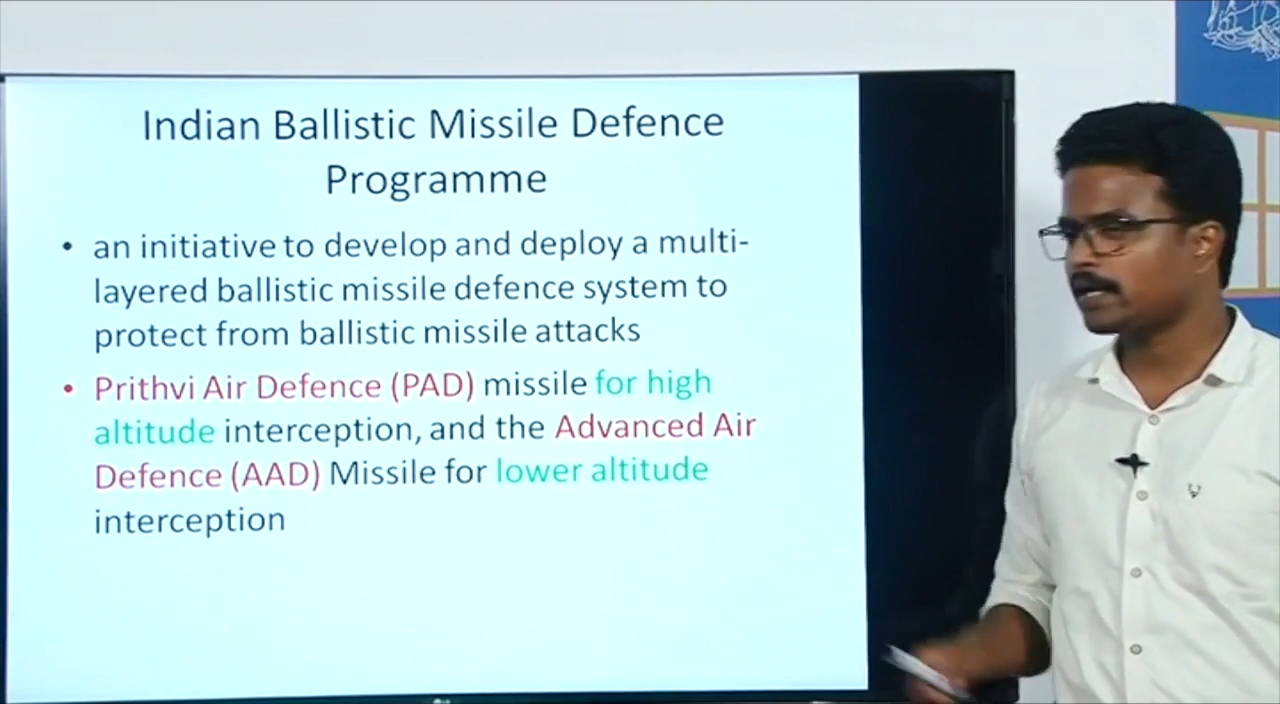 Indian Ballistic Missile Defence
Programme
• an initiative to develop and deploy a multi-
layered ballistic missile defence system to
protect from ballistic missile attacks
• Prithvi Air Defence (PAD) missile for high
altitude interception, and the Advanced Air
Defence (AAD) Missile for lower altitude
interception